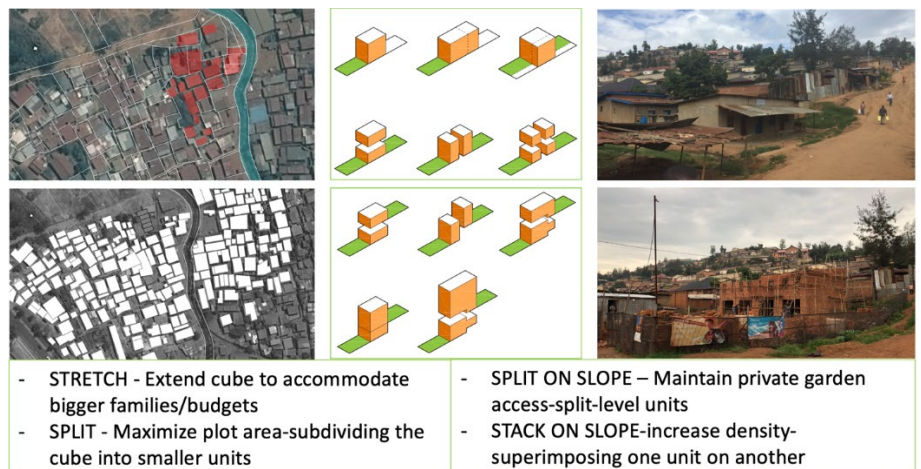 - STRETCH - Extend cube to accommodate
bigger families/budgets
- SPLIT - Maximize plot area-subdividing the
cube into smaller units
- SPLIT ON SLOPE – Maintain private garden
access-split-level units
- STACK ON SLOPE-increase density-
superimposing one unit on another